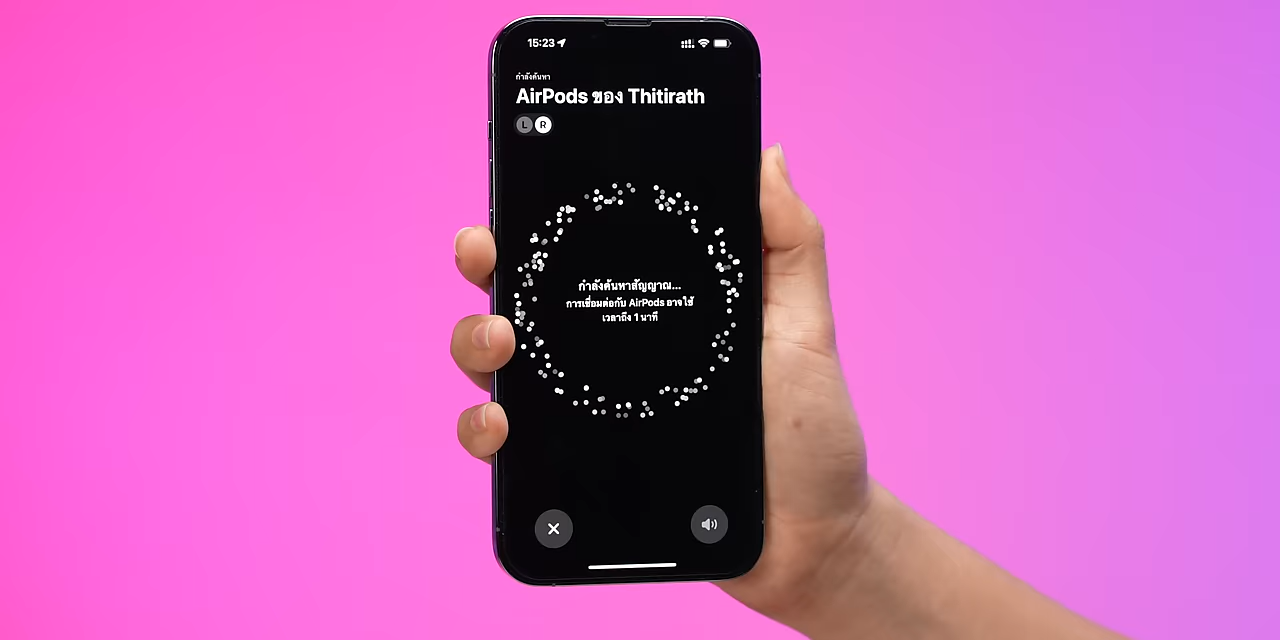 15:23
กำลังค้นหา
AirPods ของ Thitirath
L R
กำลังค้นหาสัญญาณ...
การเชื่อมต่อกับ AirPods อาจใช้
เวลาถึง 1 นาที